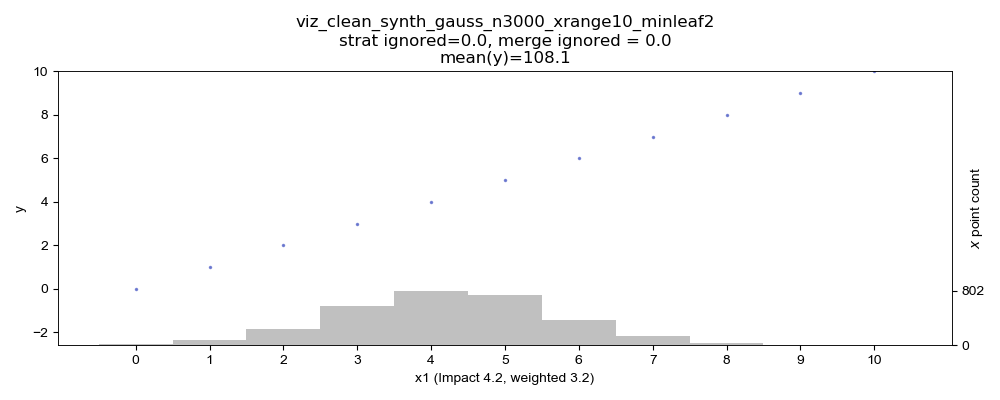 viz_clean_synth_gauss_n3000_xrange10_minleaf2
strat ignored=0.0, merge ignored = 0.0
mean(y)=108.1
10
8
6
4
2
0
−2
y
802
0
x point count
0 1 2 3 4 5 6 7 8 9 10
x1 (Impact 4.2, weighted 3.2)